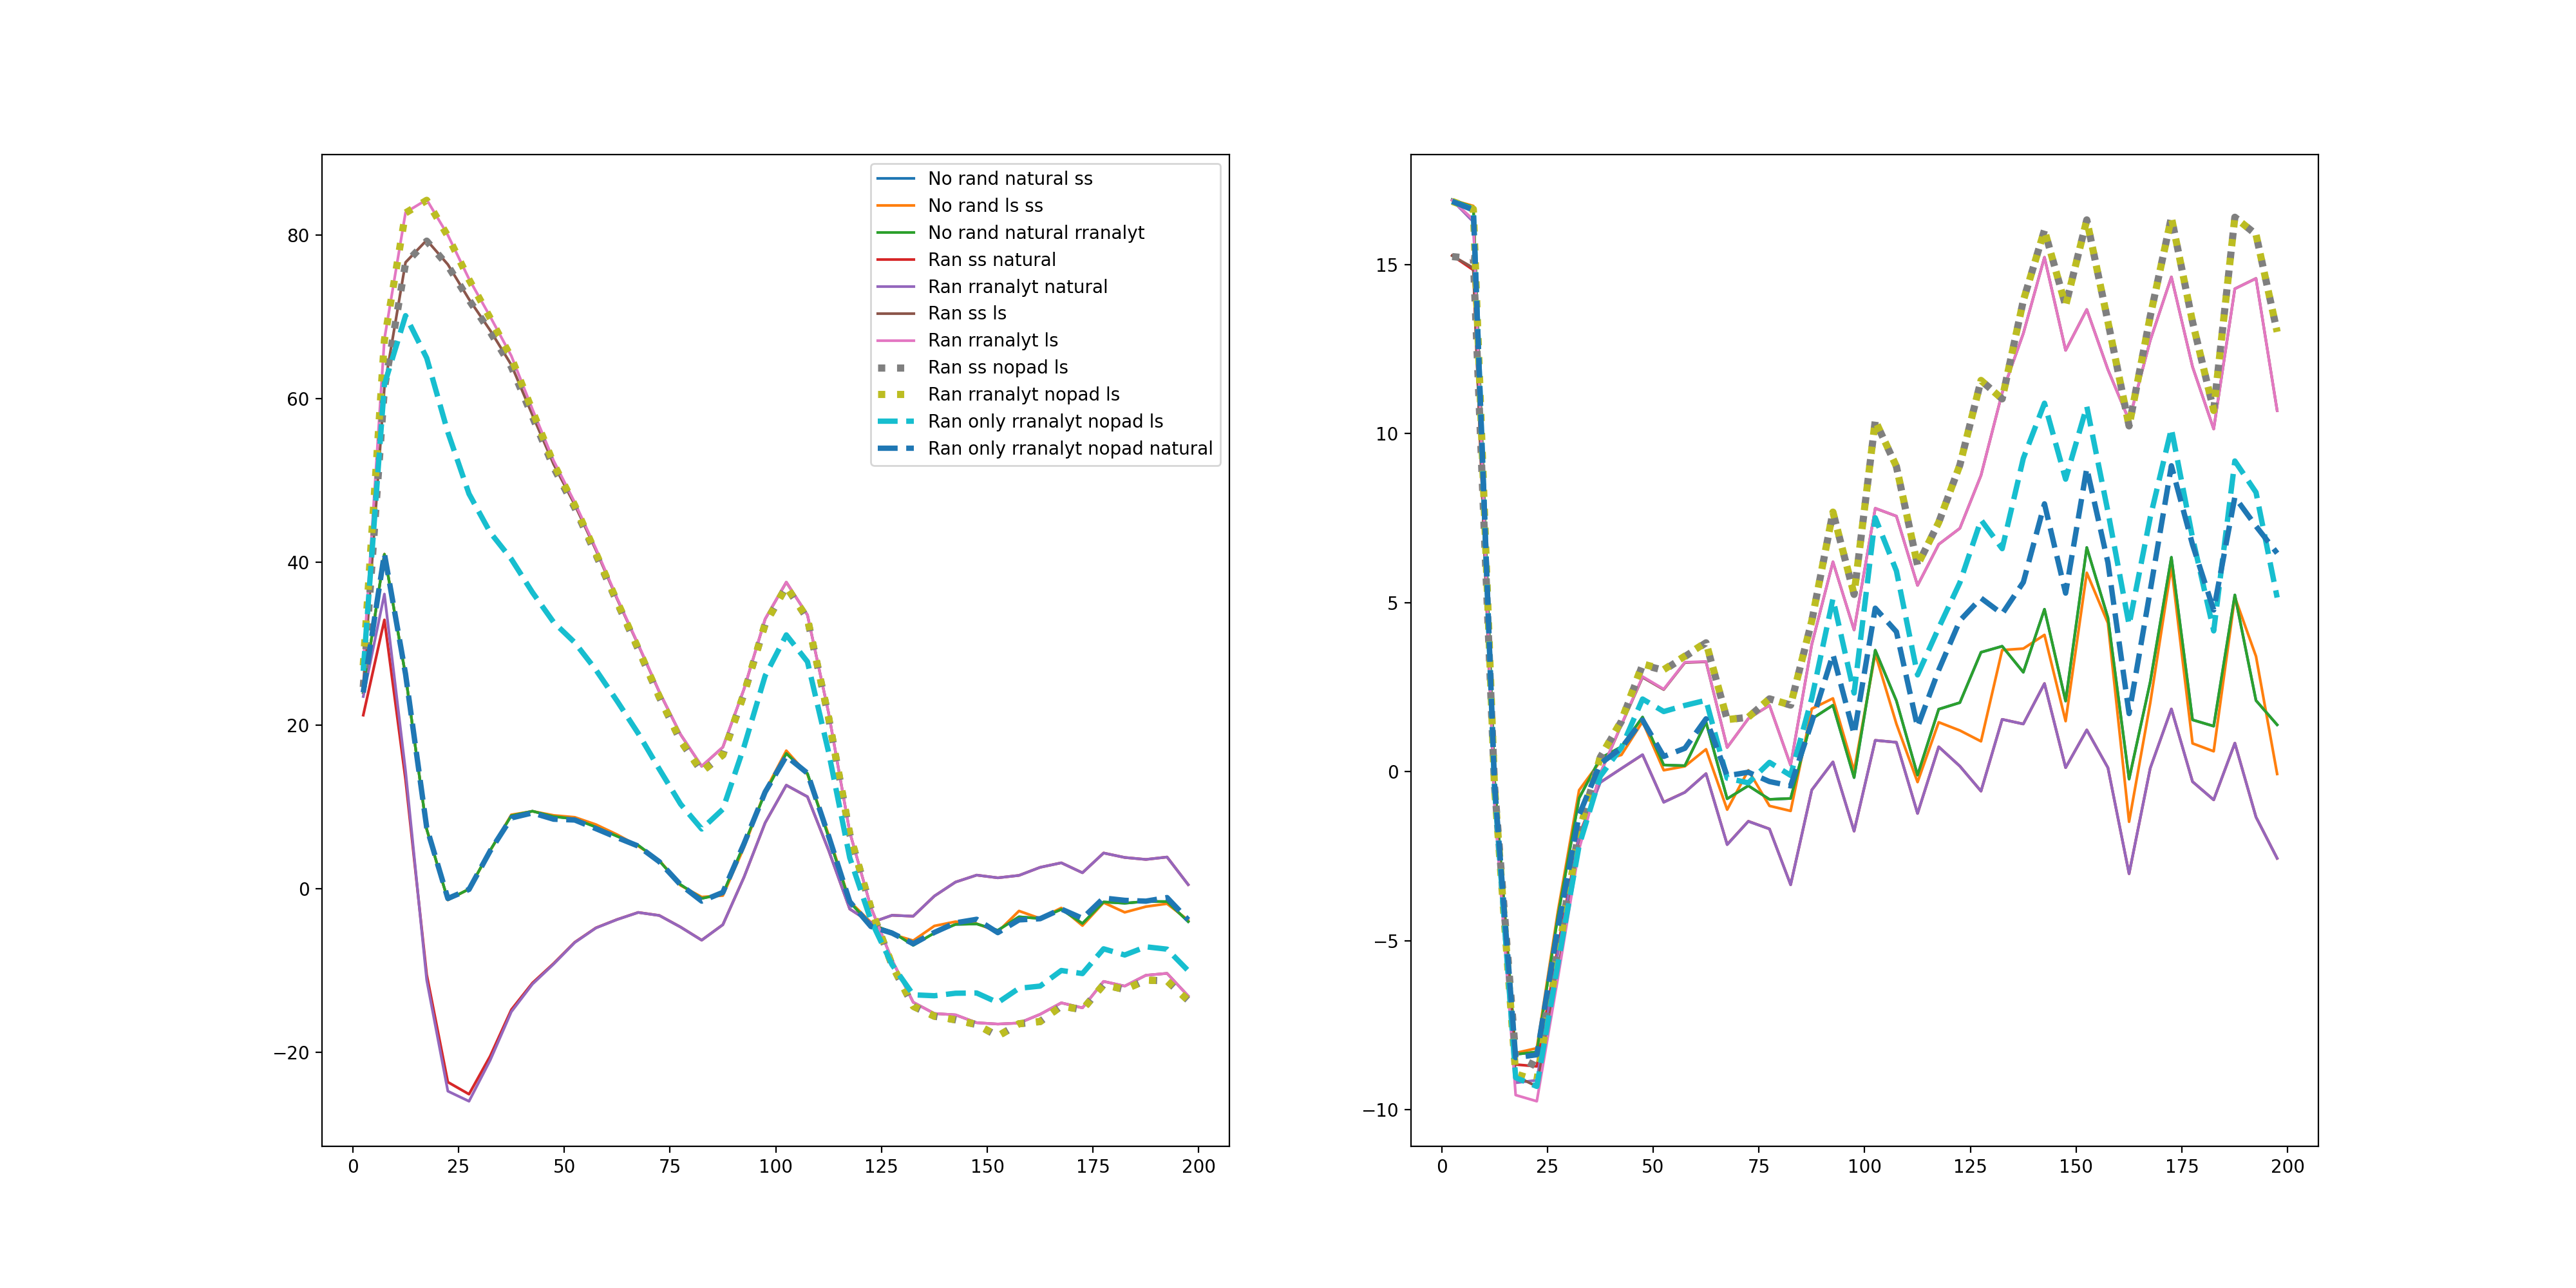 80
60
40
20
0
−20
0 25 50 75 100 125 150 175 200
No rand natural ss
No rand ls ss
No rand natural rranalyt
Ran ss natural
Ran rranalyt natural
Ran ss ls
Ran rranalyt ls
Ran ss nopad ls
Ran rranalyt nopad ls
Ran only rranalyt nopad ls
Ran only rranalyt nopad natural
15
10
5
0
−5
−10
0 25 50 75 100 125 150 175 200